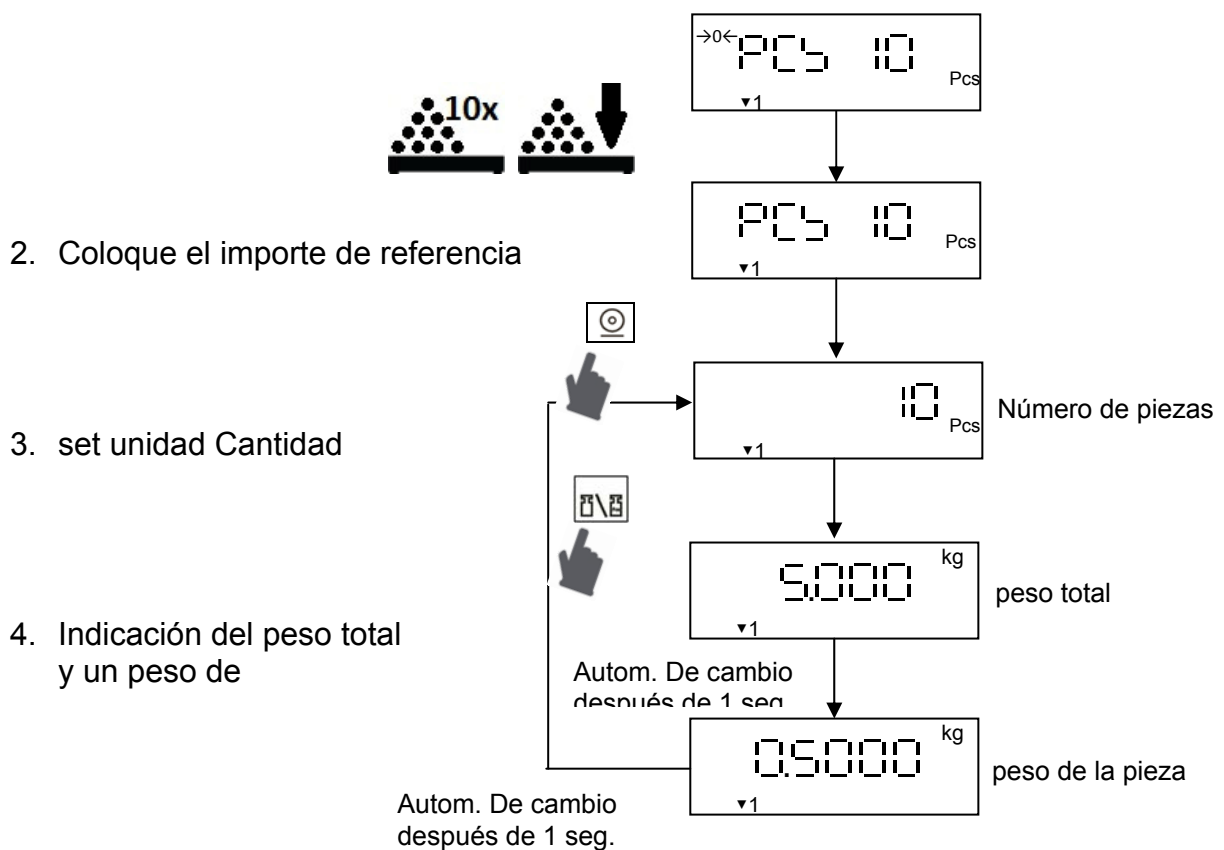 →0← PCS 10 Pcs
▼1
10x
PCS 10 Pcs
▼1
2. Coloque el importe de referencia
10 Pcs
▼1
Número de piezas
3. set unidad Cantidad
5.000 kg
▼1
peso total
4. Indicación del peso total
y un peso de
Autom. De cambio
después de 1 seg.
0.5000 kg
▼1
peso de la pieza
Autom. De cambio
después de 1 seg.